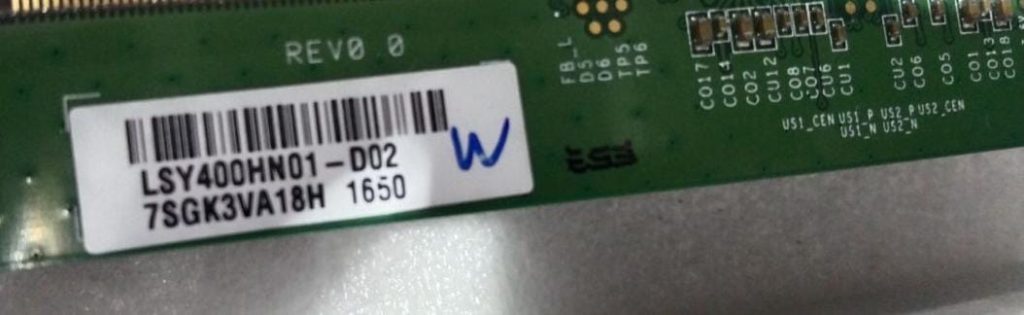 REV0.0
LSY400HN01-D02
7SGK3VA18H 1650
W
FB_L
D5
D6
TP5
TP6
CO17
CO14
CO2
CU12
CO8
CU6
CU1
CU2
CO6
CO5
CO1
CO13
CO18
US1_CEN US1_P US2_P US2_CEN
US1_N US2_N